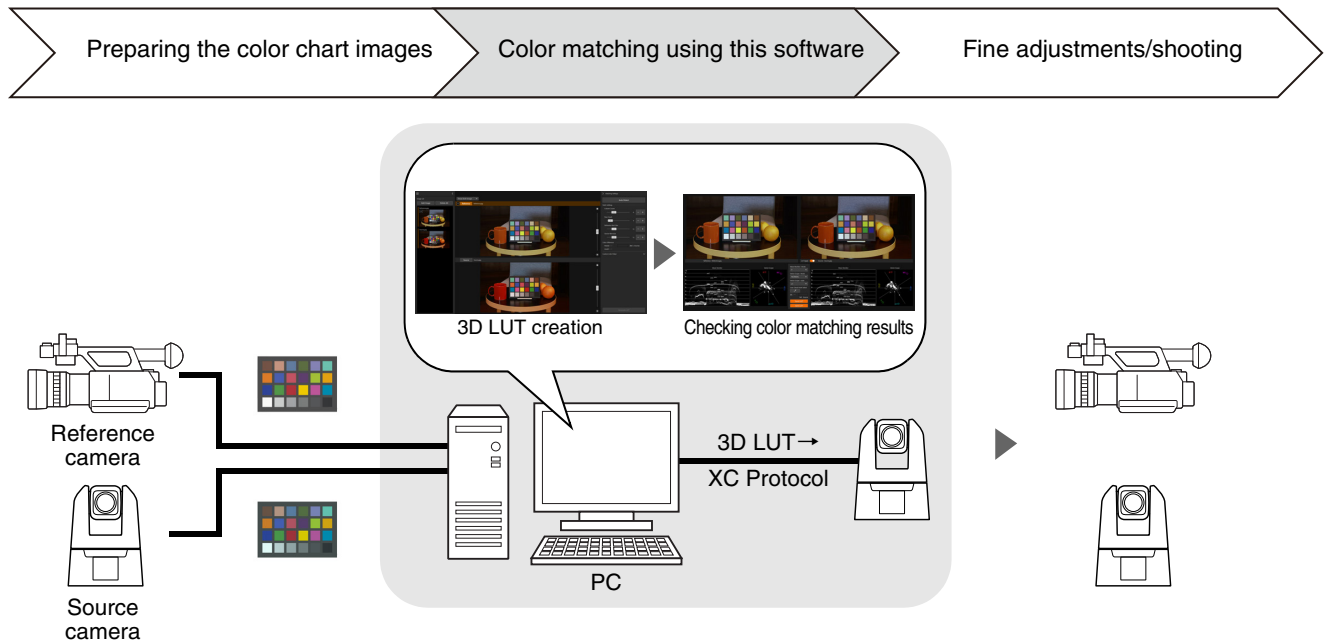 Preparing the color chart images
Color matching using this software
Fine adjustments/shooting
3D LUT creation
Checking color matching results
Reference
camera
Source
camera
PC
3D LUT→
XC Protocol